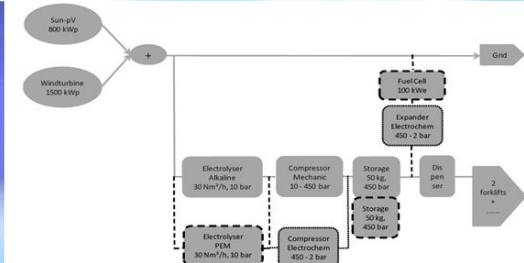 Sun-pV
800 kWp
+
Grid
Windturbine
1500 kWp
Fuel Cell
100 kWe
Expander
Electrochem
450 - 2 bar
Electrolyser
Alkaline
30 Nm³/h, 10 bar
Compressor
Mechanic
10 - 450 bar
Storage
50 kg,
450 bar
Dis
pen
ser
2
forklifts
+
......
Storage
50 kg,
450 bar
Electrolyser
PEM
30 Nm³/h, 10 bar
Compressor
Electrochem
450 – 2 bar